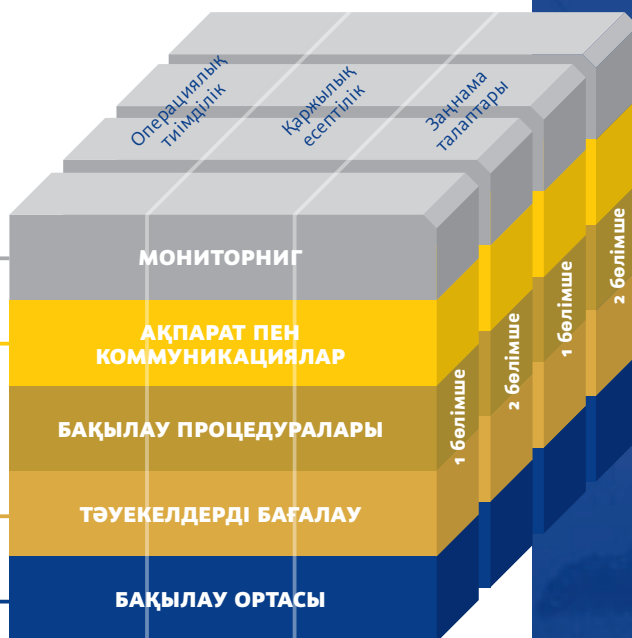 Операциялық
тиімділік
Қаржылық
есептілік
Заңнама
талаптары
МОНИТОРНИГ
АҚПАРАТ ПЕН
КОММУНИКАЦИЯЛАР
БАҚЫЛАУ ПРОЦЕДУРАЛАРЫ
ТӘУЕКЕЛДЕРДІ БАҒАЛАУ
БАҚЫЛАУ ОРТАСЫ
1 бөлімше
2 бөлімше
1 бөлімше
2 бөлімше